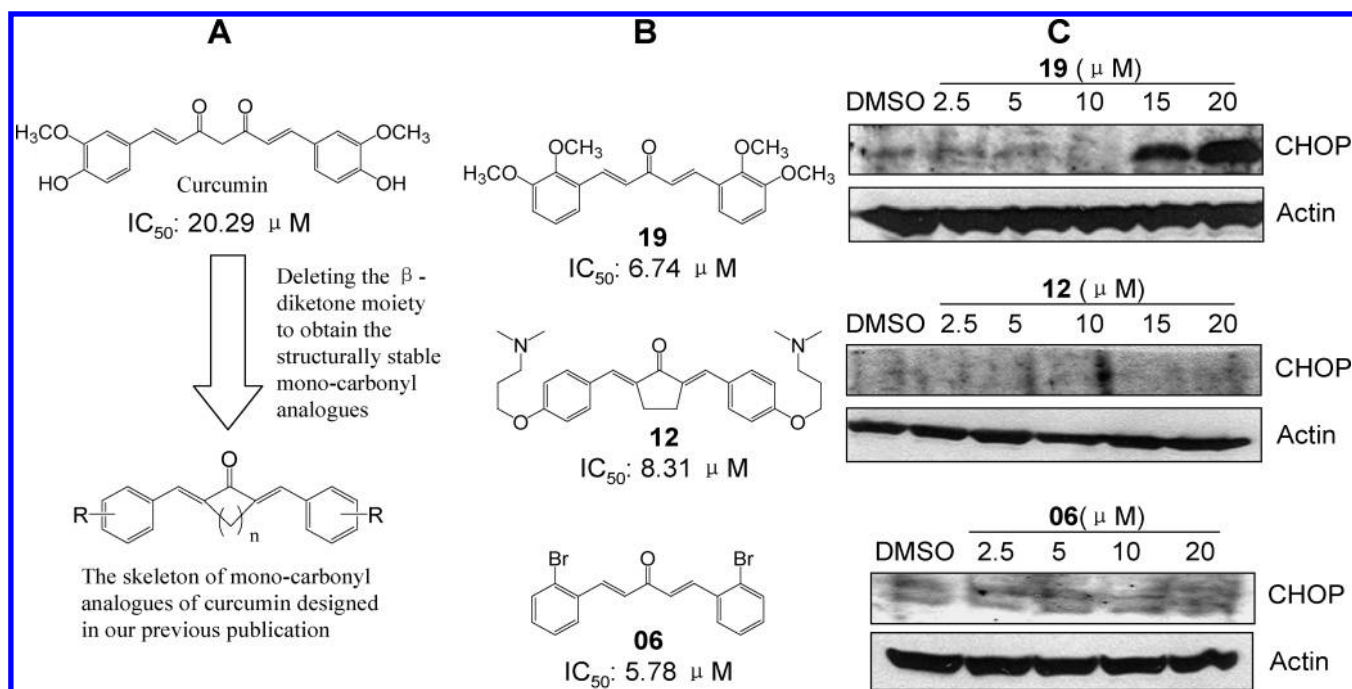 A
O O
H₃CO OCH₃
HO Curcumin OH
IC₅₀: 20.29 μ M
Deleting the β -
diketone moiety
to obtain the
structurally stable
mono-carbonyl
analogues
O
R R
( )
n
The skeleton of mono-carbonyl
analogues of curcumin designed
in our previous publication
B
OCH₃ O H₃CO
H₃CO OCH₃
19
IC₅₀: 6.74 μ M
N O N
O O
12
IC₅₀: 8.31 μ M
Br O Br
06
IC₅₀: 5.78 μ M
C
19 ( μ M)
DMSO 2.5 5 10 15 20
CHOP
Actin
12 ( μ M)
DMSO 2.5 5 10 15 20
CHOP
Actin
06( μ M)
DMSO 2.5 5 10 20
CHOP
Actin